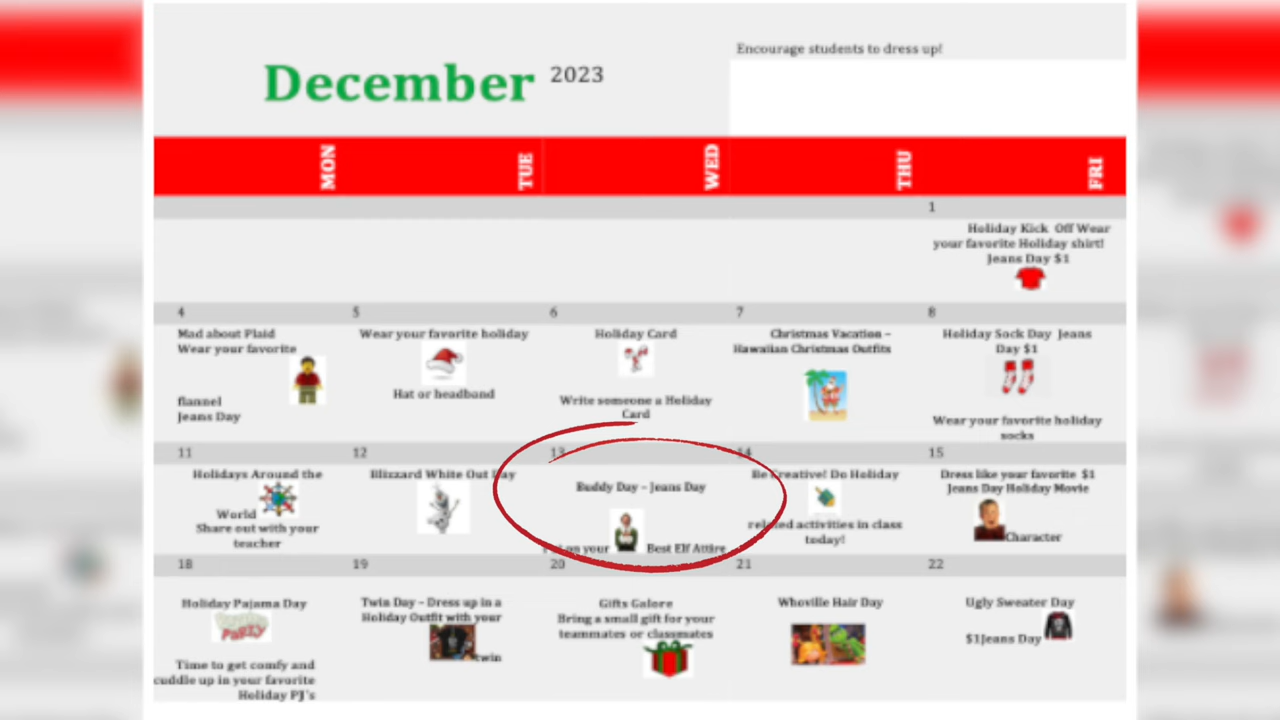 Encourage students to dress up!
December 2023
MON TUE WED THU FRI
1
Holiday Kick Off Wear
your favorite Holiday shirt!
Jeans Day $1
4 5 6 7 8
Mad about Plaid
Wear your favorite
flannel
Jeans Day
Wear your favorite holiday
Hat or headband
Holiday Card
Write someone a Holiday
Card
Christmas Vacation –
Hawaiian Christmas Outfits
Holiday Sock Day Jeans
Day $1
Wear your favorite holiday
socks
11 12 13 14 15
Holidays Around the
World
Share out with your
teacher
Blizzard White Out Day
Buddy Day – Jeans Day
on your Best Elf Attire
Be Creative! Do Holiday
related activities in class
today!
Dress like your favorite $1
Jeans Day Holiday Movie
Character
18 19 20 21 22
Holiday Pajama Day
PARTY
Time to get comfy and
cuddle up in your favorite
Holiday PJ's
Twin Day – Dress up in a
Holiday Outfit with your
twin
Gifts Galore
Bring a small gift for your
teammates or classmates
Whoville Hair Day
Ugly Sweater Day
$1Jeans Day